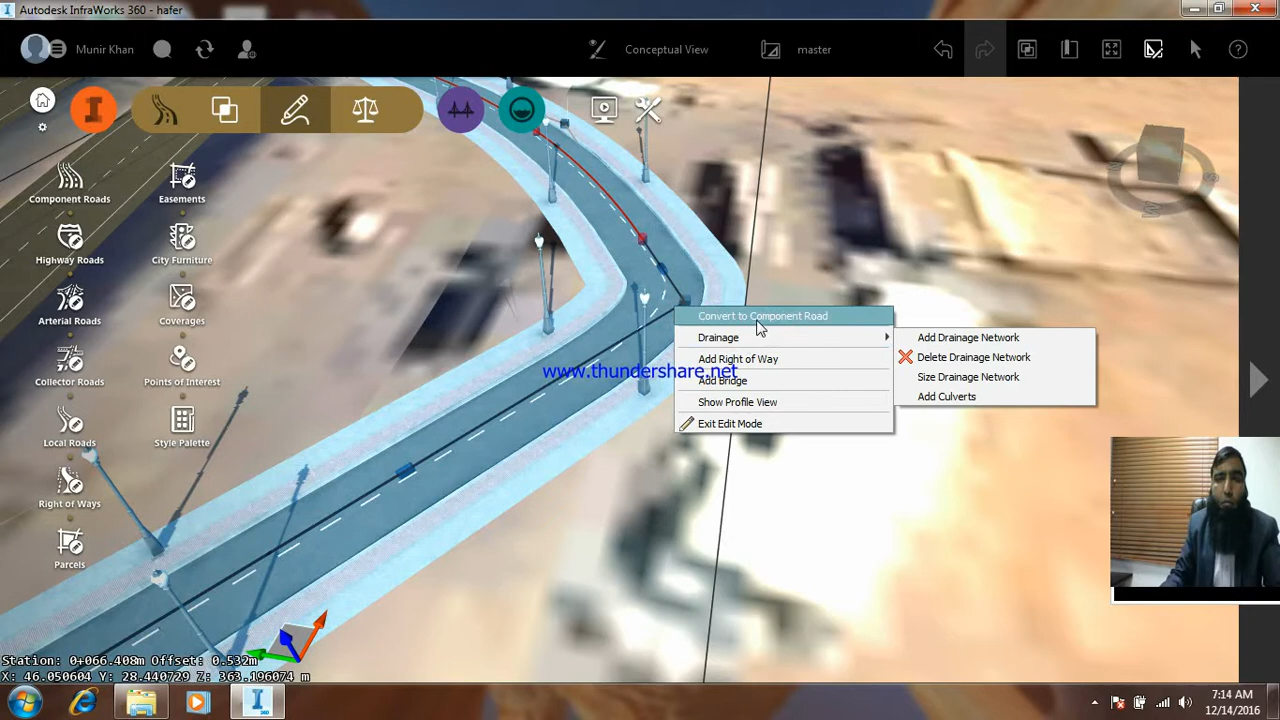 Autodesk InfraWorks 360 - hafer
Munir Khan
Conceptual View
master
Component Roads
Easements
Highway Roads
City Furniture
Arterial Roads
Coverages
Collector Roads
Points of Interest
Local Roads
Style Palette
Right of Ways
Parcels
Convert to Component Road
Drainage
Add Right of Way
Add Bridge
Show Profile View
Exit Edit Mode
Add Drainage Network
Delete Drainage Network
Size Drainage Network
Add Culverts
www.thundershare.net
W
S
Station: 0+066.408m Offset: 0.532m
X: 46.050604 Y: 28.440729 Z: 363.196074 m
360
7:14 AM
12/14/2016